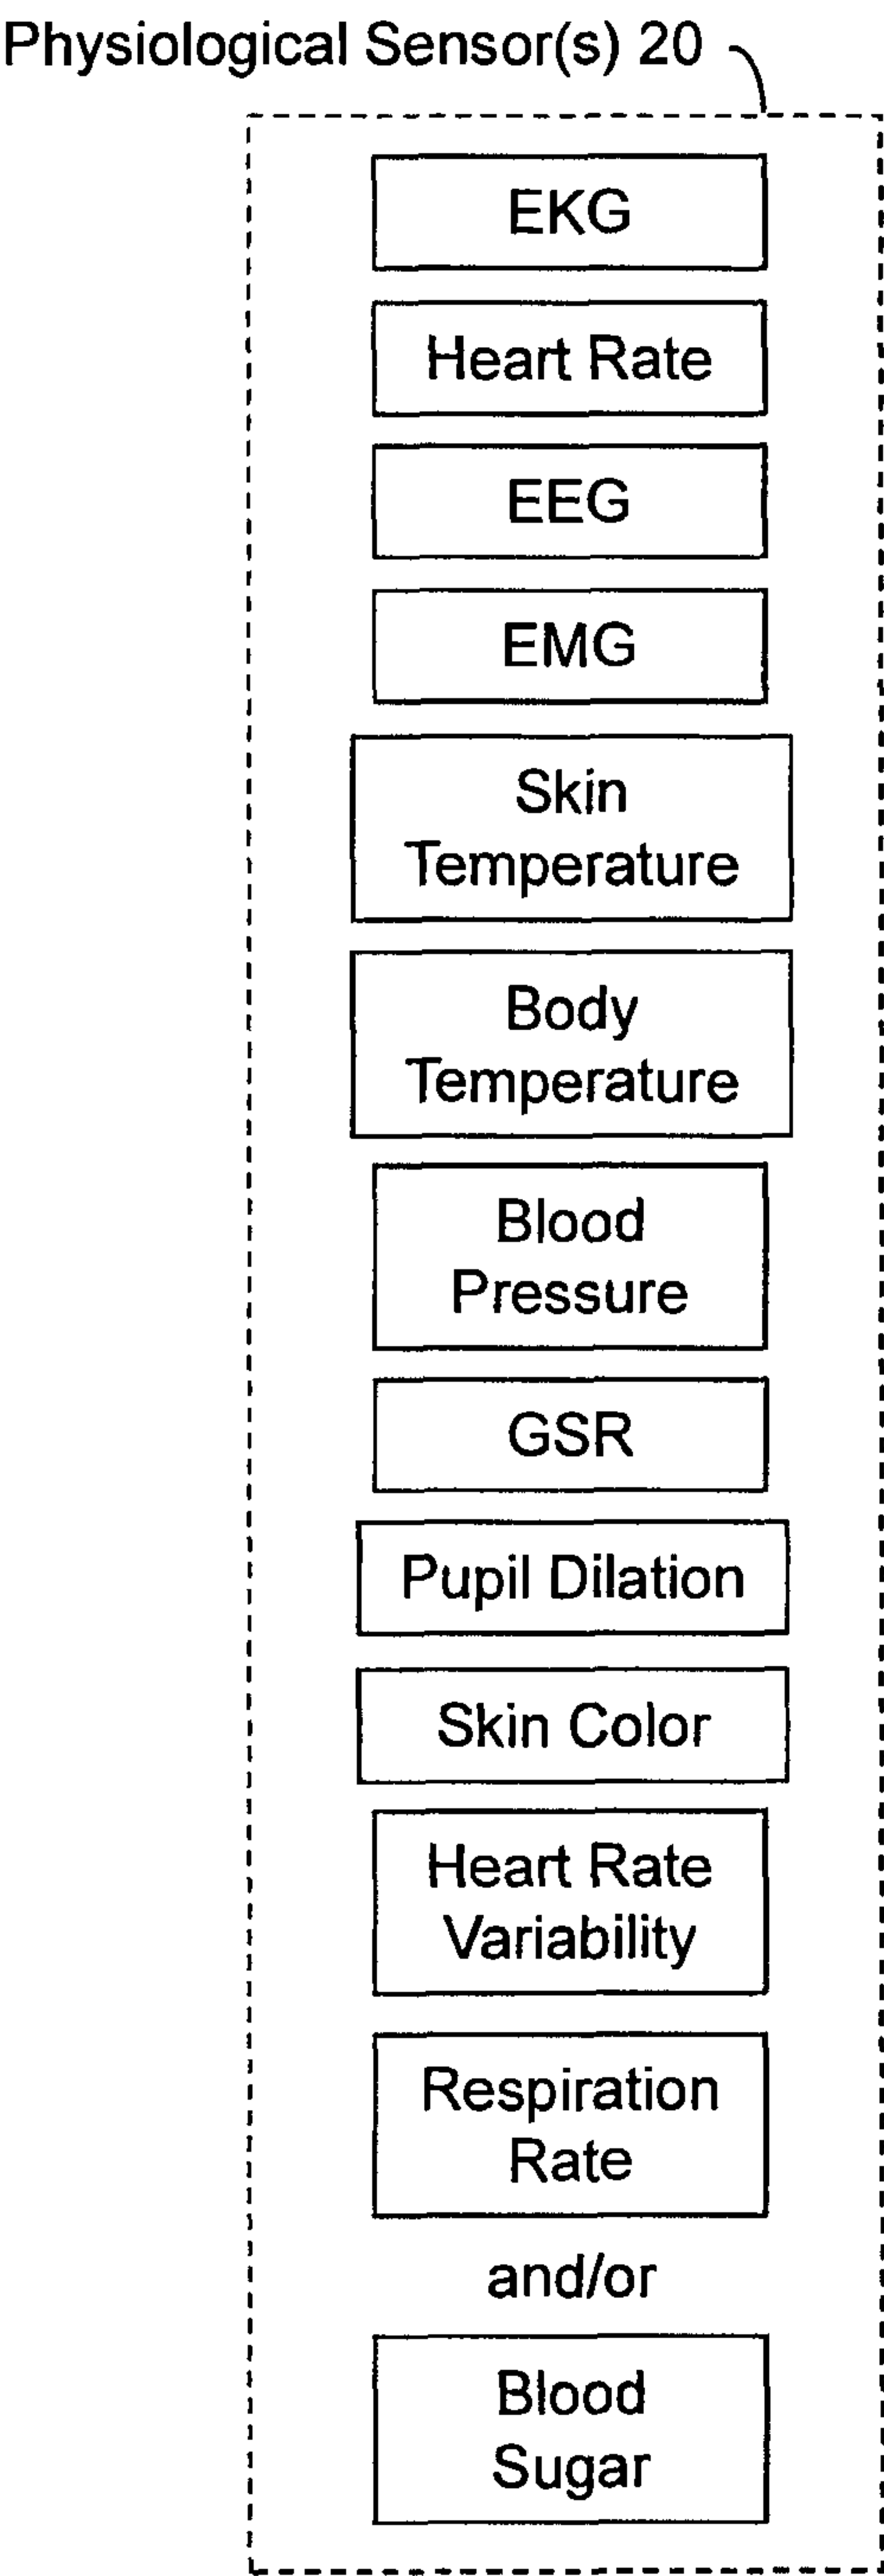 Physiological Sensor(s) 20
EKG
Heart Rate
EEG
EMG
Skin
Temperature
Body
Temperature
Blood
Pressure
GSR
Pupil Dilation
Skin Color
Heart Rate
Variability
Respiration
Rate
and/or
Blood
Sugar